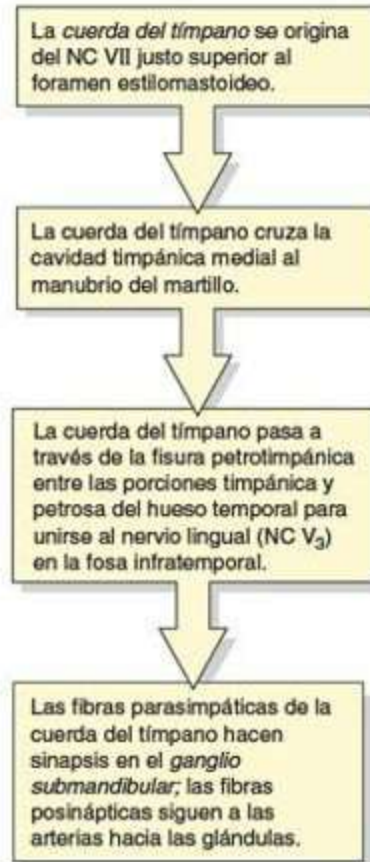 La cuerda del tímpano se origina
del NC VII justo superior al
foramen estilomastoideo.
La cuerda del tímpano cruza la
cavidad timpánica medial al
manubrio del martillo.
La cuerda del tímpano pasa a
través de la fisura petrotimpánica
entre las porciones timpánica y
petrosa del hueso temporal para
unirse al nervio lingual (NC V₃)
en la fosa infratemporal.
Las fibras parasimpáticas de la
cuerda del tímpano hacen
sinapsis en el ganglio
submandibular; las fibras
posinápticas siguen a las
arterias hacia las glándulas.